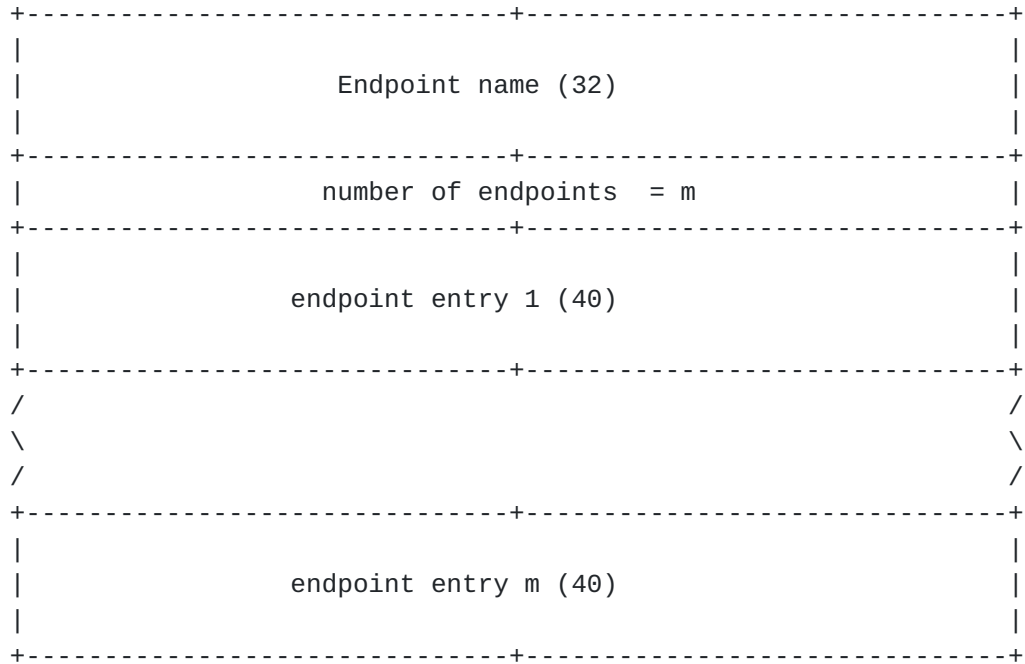 Endpoint name (32)
number of endpoints  = m
endpoint entry 1 (40)
endpoint entry m (40)